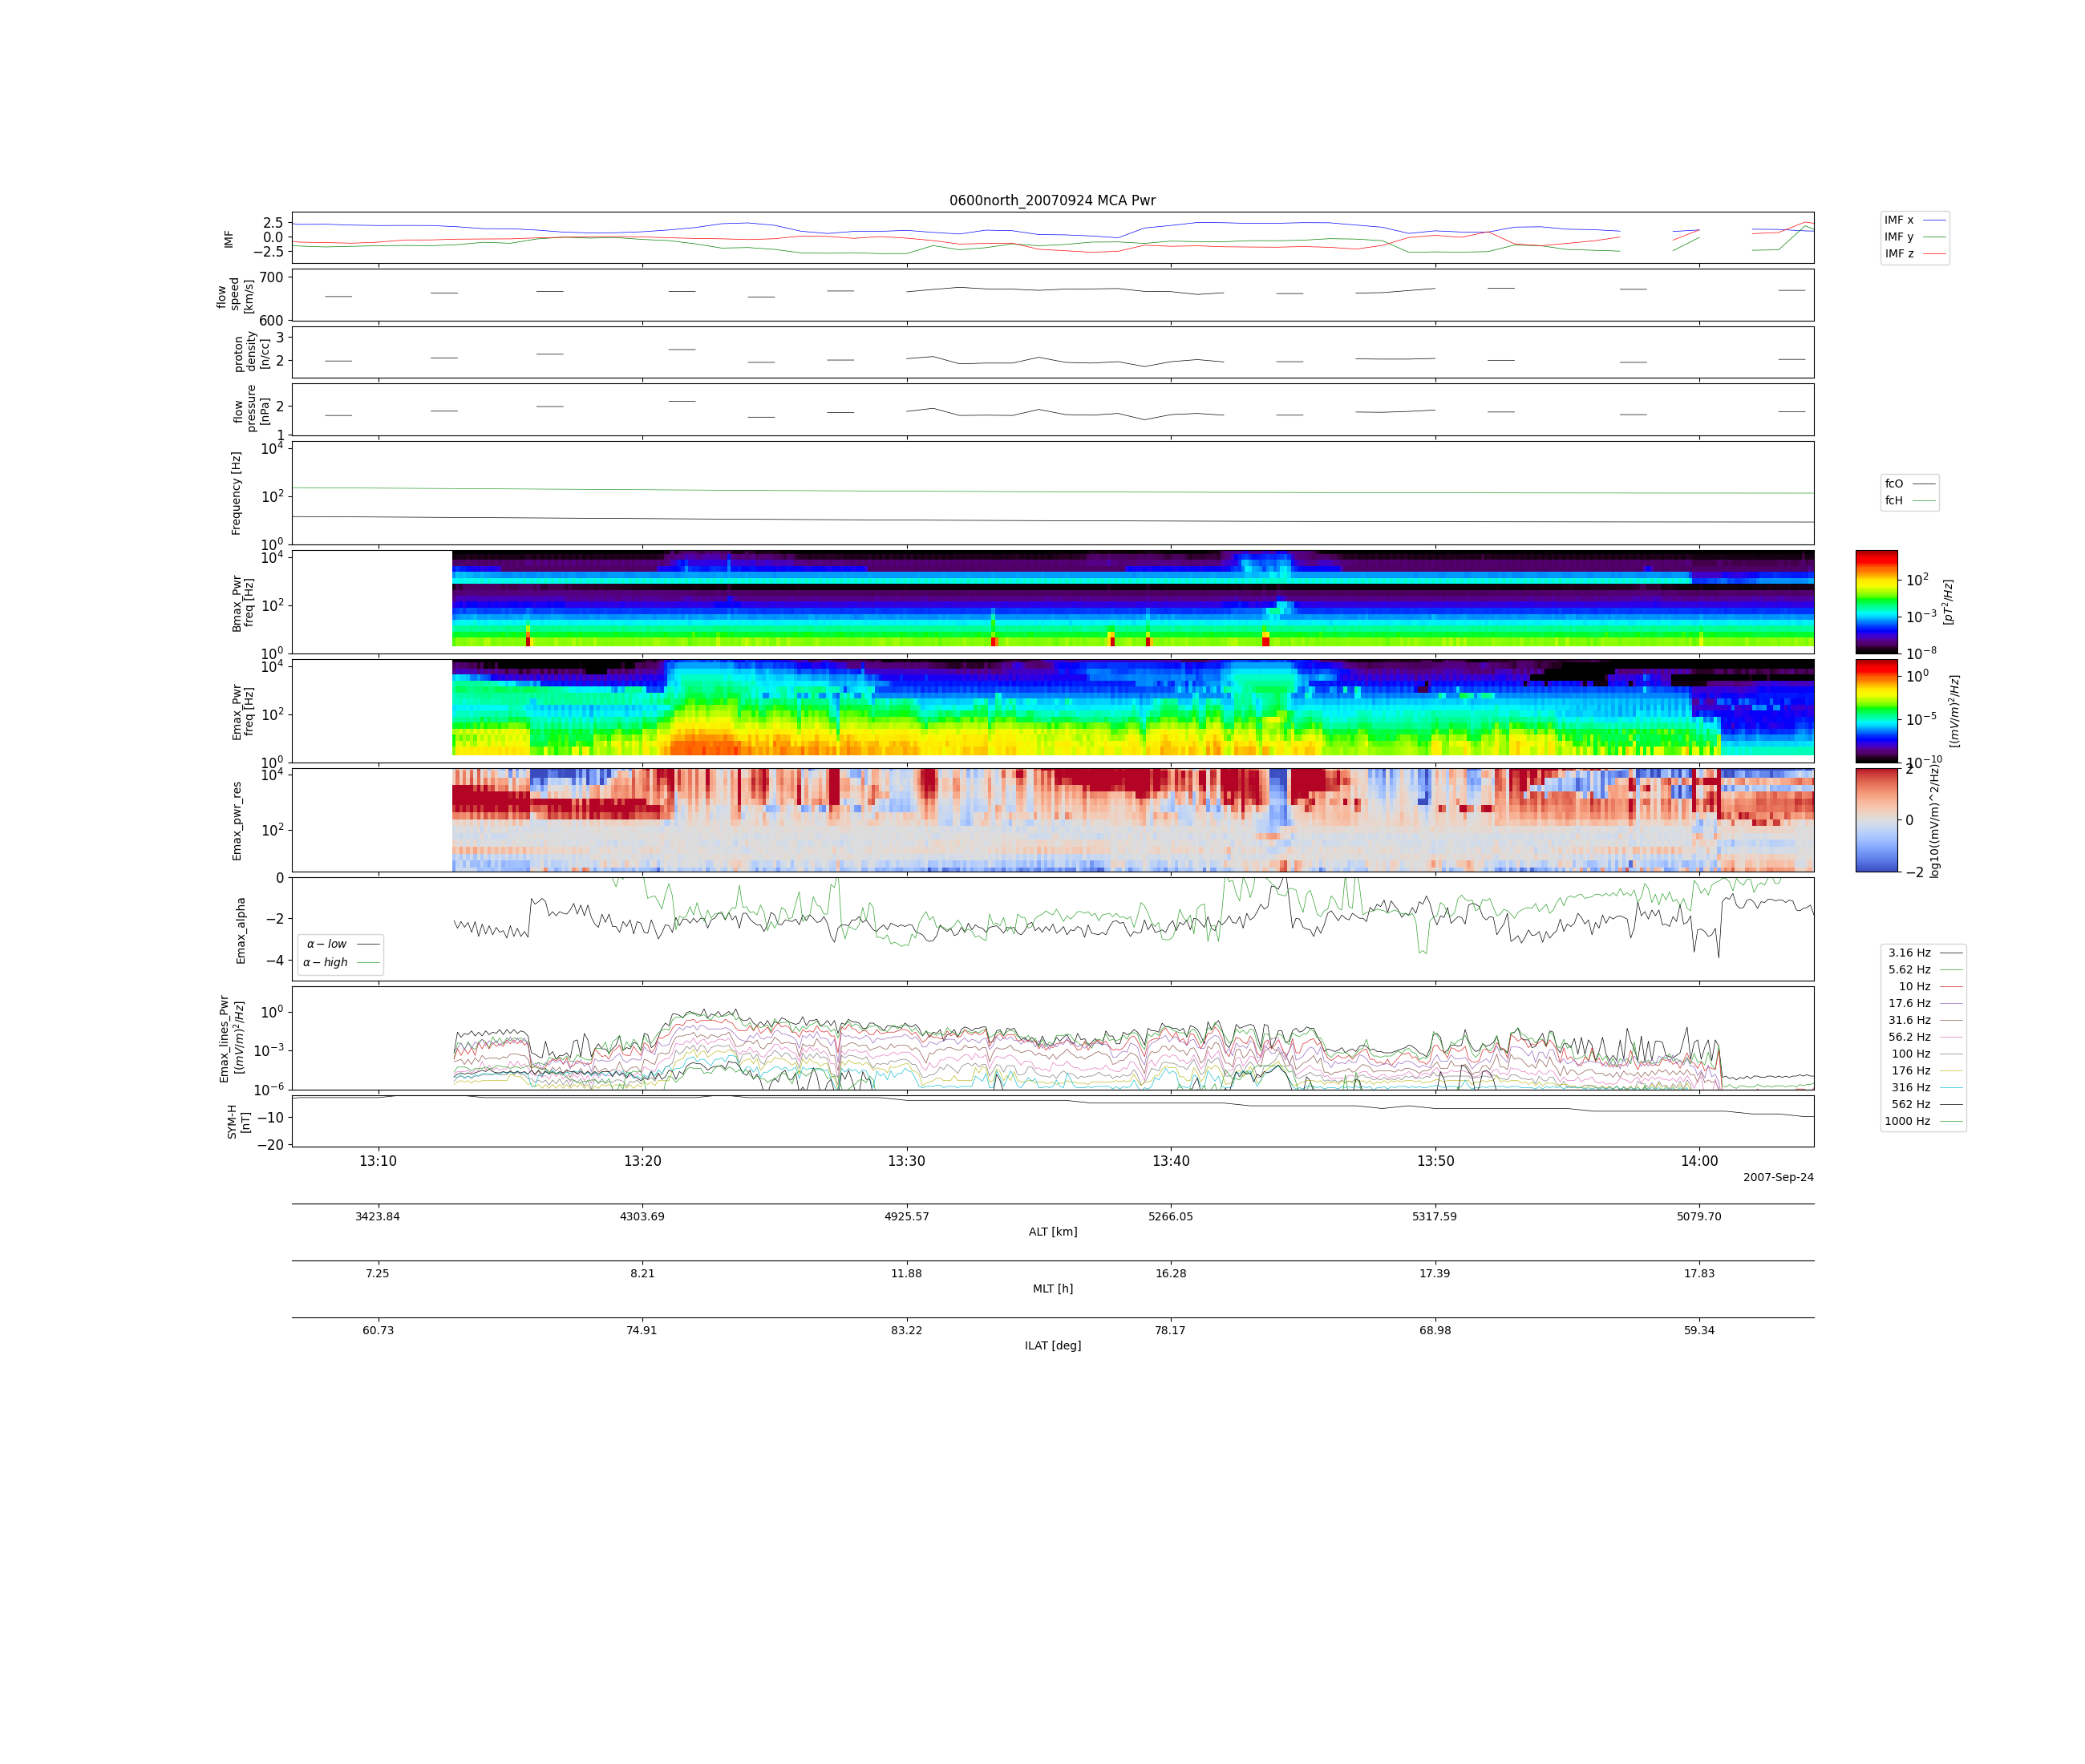 0600north_20070924 MCA Pwr
IMF
2.5
0.0
−2.5
IMF x
IMF y
IMF z
flow
speed
[km/s]
700
600
proton
density
[n/cc]
3
2
flow
pressure
[nPa]
2
1
Frequency [Hz]
10^4
10^2
10^0
fcO
fcH
Bmax_Pwr
freq [Hz]
10^4
10^2
10^0
10^2
10^−3
10^−8
[pT^2/Hz]
Emax_Pwr
freq [Hz]
10^4
10^2
10^0
10^0
10^−5
10^−10
[(mV/m)^2/Hz]
Emax_pwr_res
10^4
10^2
2
0
−2
log10((mV/m)^2/Hz)
Emax_alpha
0
−2
−4
α − low
α − high
Emax_lines_Pwr
[(mV/m)^2/Hz]
10^0
10^−3
10^−6
3.16 Hz
5.62 Hz
10 Hz
17.6 Hz
31.6 Hz
56.2 Hz
100 Hz
176 Hz
316 Hz
562 Hz
1000 Hz
SYM-H
[nT]
−10
−20
13:10 13:20 13:30 13:40 13:50 14:00
2007-Sep-24
3423.84 4303.69 4925.57 5266.05 5317.59 5079.70
ALT [km]
7.25 8.21 11.88 16.28 17.39 17.83
MLT [h]
60.73 74.91 83.22 78.17 68.98 59.34
ILAT [deg]